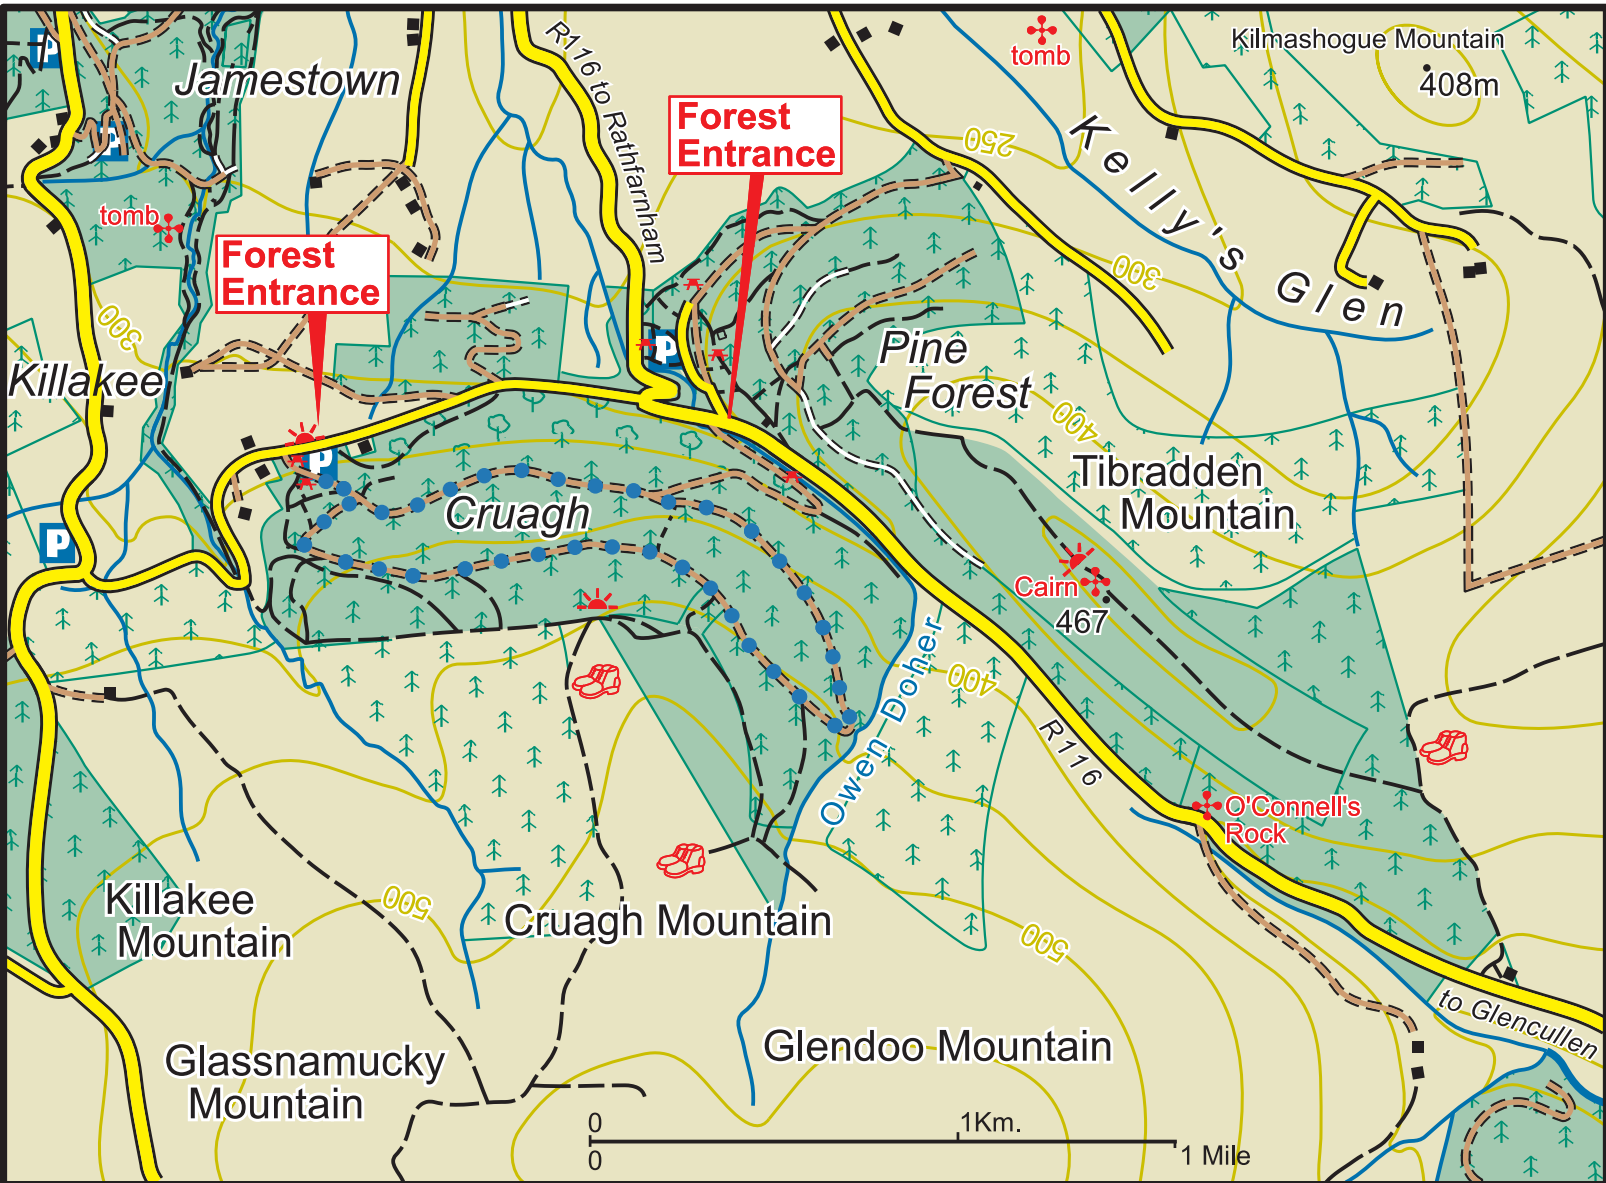 Kilmashogue Mountain
408m
tomb
Jamestown
P
R116 to Rathfarnham
Forest
Entrance
P
250
Kelly's Glen
tomb
Forest
Entrance
300
300
P
Pine
Forest
Killakee
400
P
Tibradden
Mountain
Cruagh
P
Cairn
467
Owen Doher
400
R116
O'Connell's
Rock
Killakee
Mountain
500
Cruagh Mountain
500
to Glencullen
Glassnamucky
Mountain
Glendoo Mountain
0
1Km.
0
1 Mile